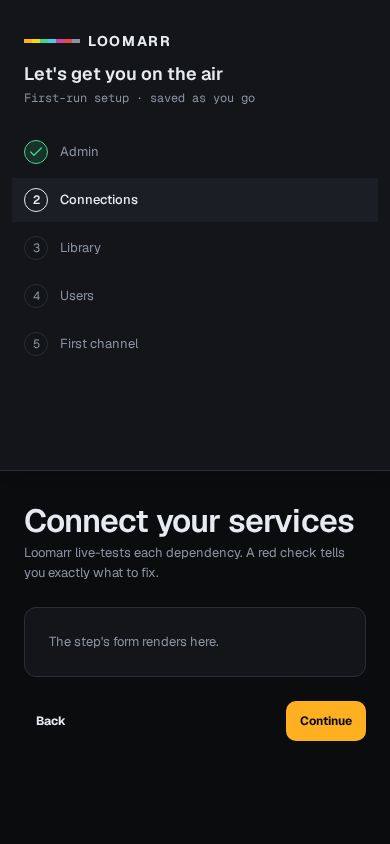 LOOMARR
Let's get you on the air
First-run setup · saved as you go
Admin
2 Connections
3 Library
4 Users
5 First channel
Connect your services
Loomarr live-tests each dependency. A red check tells
you exactly what to fix.
The step's form renders here.
Back
Continue